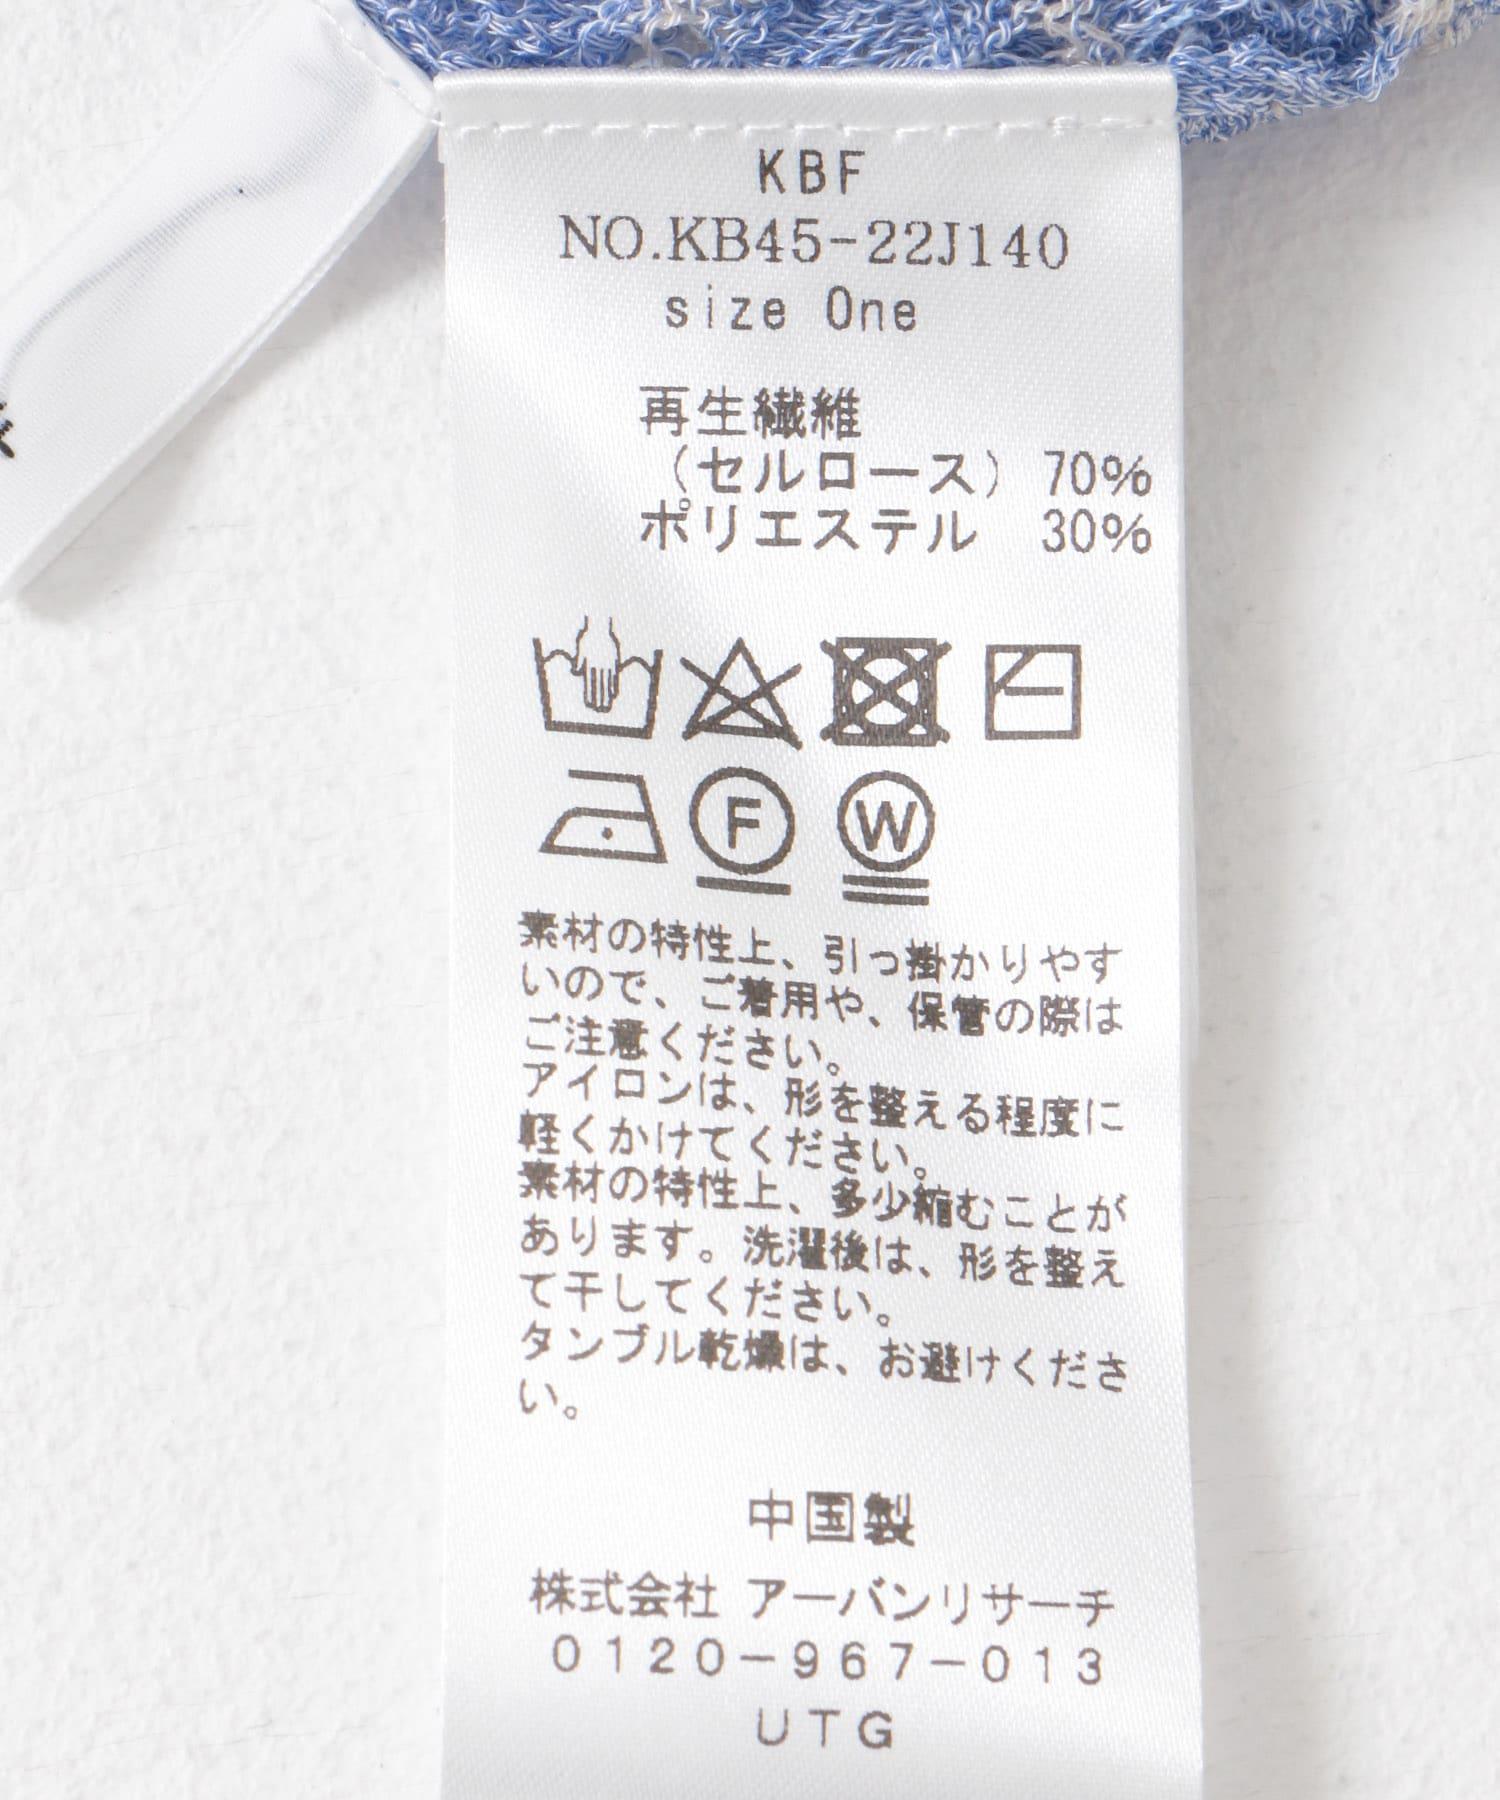 KBF
NO.KB45-22J140
size One
再生繊維
（セルロース） 70%
ポリエステル 30%
F W
素材の特性上、引っ掛かりやす
いので、ご着用や、保管の際は
ご注意ください。
アイロンは、形を整える程度に
軽くかけてください。
素材の特性上、多少縮むことが
あります。洗濯後は、形を整え
て干してください。
タンブル乾燥は、お避けくださ
い。
中国製
株式会社 アーバンリサーチ
0120-967-013
UTG